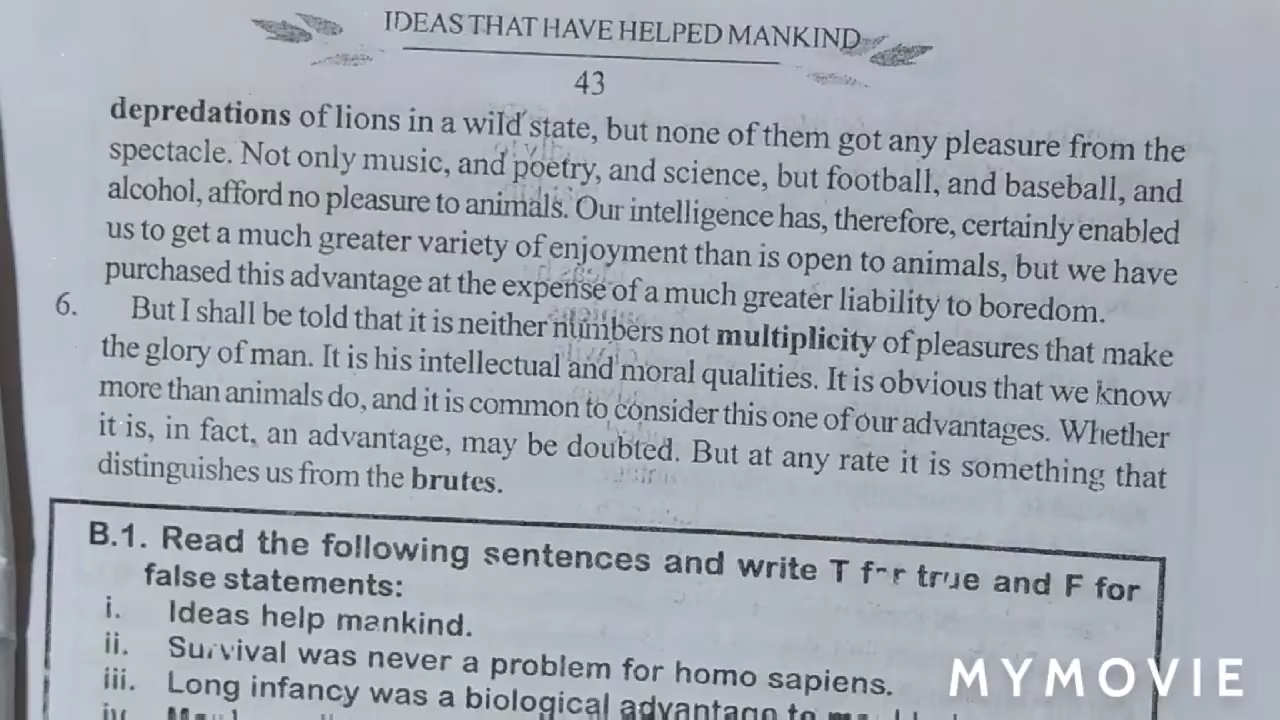 IDEAS THAT HAVE HELPED MANKIND
43
depredations of lions in a wild state, but none of them got any pleasure from the
spectacle. Not only music, and poetry, and science, but football, and baseball, and
alcohol, afford no pleasure to animals. Our intelligence has, therefore, certainly enabled
us to get a much greater variety of enjoyment than is open to animals, but we have
purchased this advantage at the expense of a much greater liability to boredom.
6. But I shall be told that it is neither numbers not multiplicity of pleasures that make
the glory of man. It is his intellectual and moral qualities. It is obvious that we know
more than animals do, and it is common to consider this one of our advantages. Whether
it is, in fact, an advantage, may be doubted. But at any rate it is something that
distinguishes us from the brutes.
B.1. Read the following sentences and write T for true and F for
false statements:
i. Ideas help mankind.
ii. Survival was never a problem for homo sapiens.
iii. Long infancy was a biological advantage to
iv.
MYMOVIE